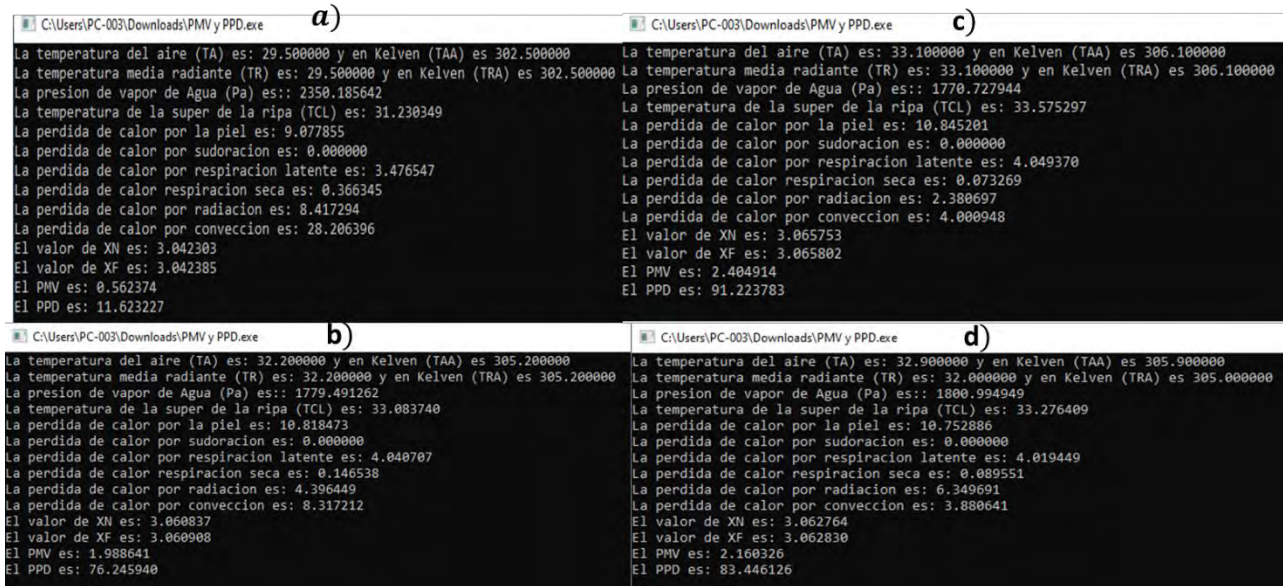 C:\Users\PC-003\Downloads\PMV y PPD.exe
a)
La temperatura del aire (TA) es: 29.500000 y en Kelven (TAA) es 302.500000
La temperatura media radiante (TR) es: 29.500000 y en Kelven (TRA) es 302.500000
La presion de vapor de Agua (Pa) es:: 2350.185642
La temperatura de la super de la ripa (TCL) es: 31.230349
La perdida de calor por la piel es: 9.077855
La perdida de calor por sudoracion es: 0.000000
La perdida de calor por respiracion latente es: 3.476547
La perdida de calor respiracion seca es: 0.366345
La perdida de calor por radiacion es: 8.417294
La perdida de calor por conveccion es: 28.206396
El valor de XN es: 3.042303
El valor de XF es: 3.042385
El PMV es: 0.562374
El PPD es: 11.623227
C:\Users\PC-003\Downloads\PMV y PPD.exe
b)
La temperatura del aire (TA) es: 32.200000 y en Kelven (TAA) es 305.200000
La temperatura media radiante (TR) es: 32.200000 y en Kelven (TRA) es 305.200000
La presion de vapor de Agua (Pa) es:: 1779.491262
La temperatura de la super de la ripa (TCL) es: 33.083740
La perdida de calor por la piel es: 10.818473
La perdida de calor por sudoracion es: 0.000000
La perdida de calor por respiracion latente es: 4.040707
La perdida de calor respiracion seca es: 0.146538
La perdida de calor por radiacion es: 4.396449
La perdida de calor por conveccion es: 8.317212
El valor de XN es: 3.060837
El valor de XF es: 3.060908
El PMV es: 1.988641
El PPD es: 76.245940
C:\Users\PC-003\Downloads\PMV y PPD.exe
c)
La temperatura del aire (TA) es: 33.100000 y en Kelven (TAA) es 306.100000
La temperatura media radiante (TR) es: 33.100000 y en Kelven (TRA) es 306.100000
La presion de vapor de Agua (Pa) es:: 1770.727944
La temperatura de la super de la ripa (TCL) es: 33.575297
La perdida de calor por la piel es: 10.845201
La perdida de calor por sudoracion es: 0.000000
La perdida de calor por respiracion latente es: 4.049370
La perdida de calor respiracion seca es: 0.073269
La perdida de calor por radiacion es: 2.380697
La perdida de calor por conveccion es: 4.000948
El valor de XN es: 3.065753
El valor de XF es: 3.065802
El PMV es: 2.404914
El PPD es: 91.223783
C:\Users\PC-003\Downloads\PMV y PPD.exe
d)
La temperatura del aire (TA) es: 32.900000 y en Kelven (TAA) es 305.900000
La temperatura media radiante (TR) es: 32.000000 y en Kelven (TRA) es 305.000000
La presion de vapor de Agua (Pa) es:: 1800.994949
La temperatura de la super de la ripa (TCL) es: 33.276409
La perdida de calor por la piel es: 10.752886
La perdida de calor por sudoracion es: 0.000000
La perdida de calor por respiracion latente es: 4.019449
La perdida de calor respiracion seca es: 0.089551
La perdida de calor por radiacion es: 6.349691
La perdida de calor por conveccion es: 3.880641
El valor de XN es: 3.062764
El valor de XF es: 3.062830
El PMV es: 2.160326
El PPD es: 83.446126